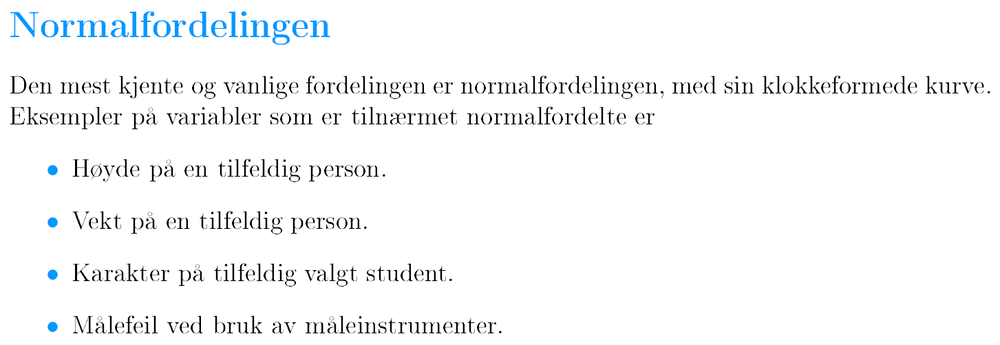 Normalfordelingen
Den mest kjente og vanlige fordelingen er normalfordelingen, med sin klokkeformede kurve.
Eksempler på variabler som er tilnærmet normalfordelte er
• Høyde på en tilfeldig person.
• Vekt på en tilfeldig person.
• Karakter på tilfeldig valgt student.
• Målefeil ved bruk av måleinstrumenter.